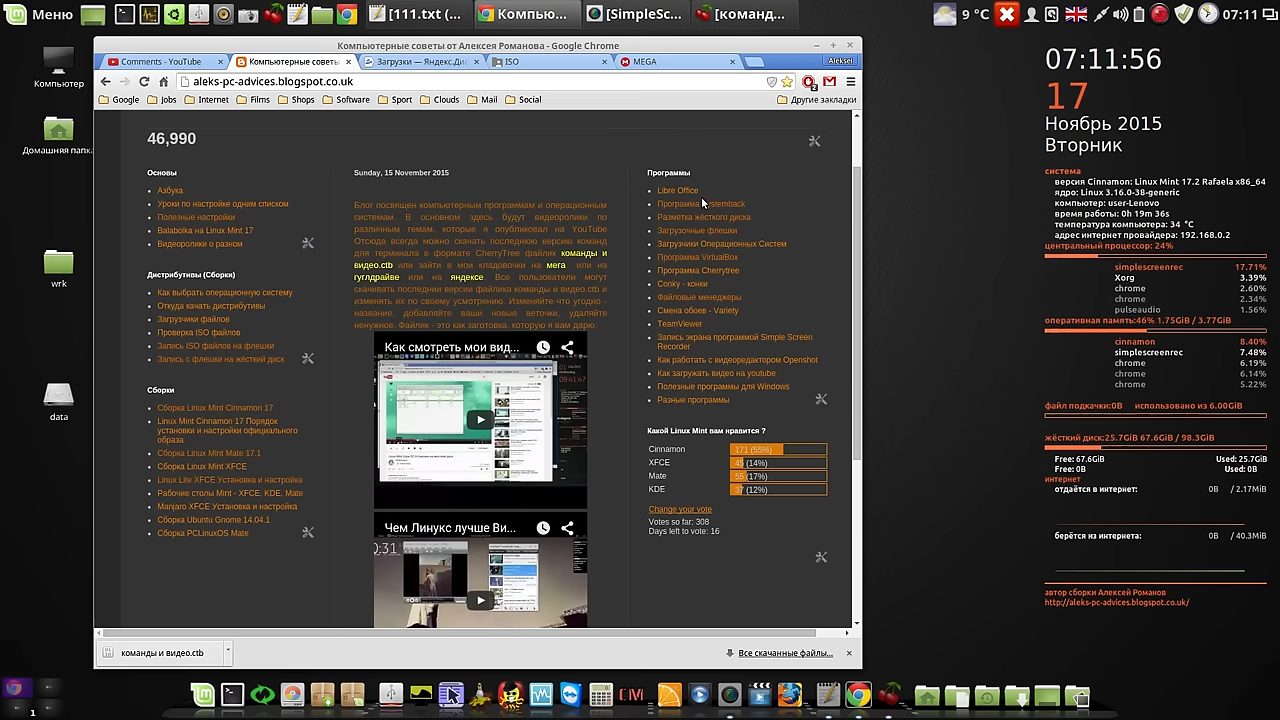 Меню
[111.txt (...
Компью...
[SimpleSc...
[команд...
9 °C
07:11
Компьютер
Домашняя папк.
wrk
data
Компьютерные советы от Алексея Романова - Google Chrome
Comments - YouTube
Компьютерные советы
Загрузки — Яндекс.Дис
ISO
MEGA
Aleksei
aleks-pc-advices.blogspot.co.uk
Google
Jobs
Internet
Films
Shops
Software
Sport
Clouds
Mail
Social
Другие закладки
46,990
Основы
Азбука
Уроки по настройке одним списком
Полезные настройки
Balabolka на Linux Mint 17
Видеоролики о разном
Дистрибутивы (Сборки)
Как выбрать операционную систему
Откуда качать дистрибутивы
Загрузчики файлов
Проверка ISO файлов
Запись ISO файлов на флешки
Запись с флешки на жёсткий диск
Сборки
Сборка Linux Mint Cinnamon 17
Linux Mint Cinnamon 17 Порядок
установки и настройки официального
образа
Сборка Linux Mint Mate 17.1
Сборка Linux Mint XFCE
Linux Lite XFCE Установка и настройка
Рабочие столы Mint - XFCE, KDE, Mate
Manjaro XFCE Установка и настройка
Сборка Ubuntu Gnome 14.04.1
Сборка PCLinuxOS Mate
Sunday, 15 November 2015
Блог посвящен компьютерным программам и операционным
системам. В основном здесь будут видеоролики по
различным темам, которые я опубликовал на YouTube
Отсюда всегда можно скачать последнюю версию команд
для терминала в формате CherryTree файлик команды и
видео.ctb или зайти в мои кладовочки на мега или на
гуглдрайве или на яндексе. Все пользователи могут
скачивать последнии версии файлика команды и видео.ctb и
изменять их по своему усмотрению. Изменяйте что угодно -
название, добавляйте ваши новые веточки, удаляйте
ненужное. Файлик - это как заготовка, которую я вам дарю.
Как смотреть мои вид...
Чем Линукс лучше Ви...
0:31
Программы
Libre Office
Программа stemback
Разметка жёсткого диска
Загрузочные флешки
Загрузчики Операционных Систем
Программа VirtualBox
Программа Cherrytree
Conky - конки
Файловые менеджеры
Смена обоев - Variety
TeamViewer
Запись экрана программой Simple Screen
Recorder
Как работать с видеоредактором Openshot
Как загружать видео на youtube
Полезные программы для Windows
Разные программы
Какой Linux Mint вам нравится ?
Cinnamon 171 (55%)
XFCE 45 (14%)
Mate 55 (17%)
KDE 37 (12%)
Change your vote
Votes so far: 308
Days left to vote: 16
команды и видео.ctb
Все скачанные файлы...
07:11:56
17
Ноябрь 2015
Вторник
система
версия Cinnamon: Linux Mint 17.2 Rafaela x86_64
ядро: Linux 3.16.0-38-generic
компьютер: user-Lenovo
время работы: 0h 19m 36s
температура компьютера: 34 °C
адрес интернет провайдера: 192.168.0.2
центральный процессор: 24%
simplescreenrec 17.71%
Xorg 3.39%
chrome 2.60%
chrome 2.34%
pulseaudio 1.56%
оперативная память:46% 1.75GiB / 3.77GiB
cinnamon 8.40%
simplescreenrec 7.48%
chrome 6.19%
chrome 6.14%
chrome 5.22%
файл подкачки:0B использовано из 6.00GiB
жёсткий диск:25.7GiB 67.6GiB / 98.3GiB
Free: 67.6GiB Used: 25.7GiB
Free: 0B Used: 0B
интернет
отдаётся в интернет: 0B / 2.17MiB
берётся из интернета: 0B / 40.3MiB
автор сборки Алексей Романов
http://aleks-pc-advices.blogspot.co.uk/
1